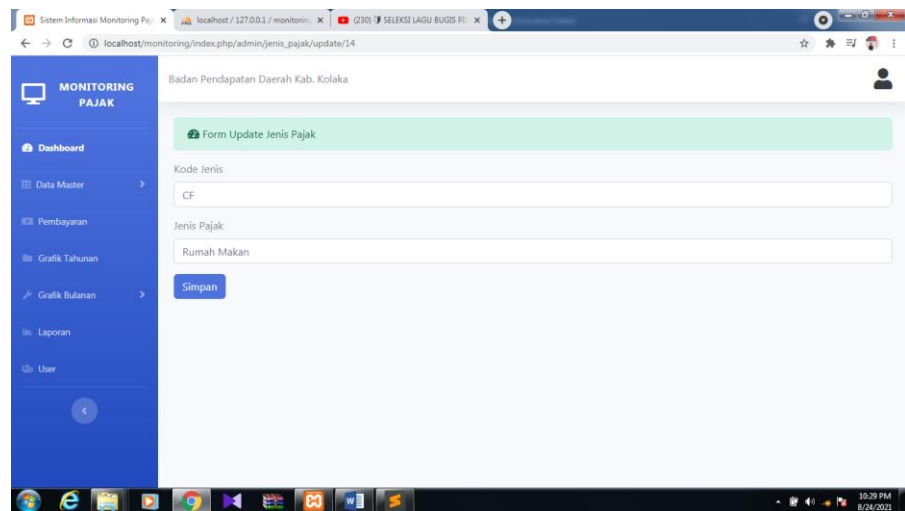 Sistem Informasi Monitoring Paj
localhost / 127.0.0.1 / monitoring
(230) SELEKSI LAGU BUGIS PI
localhost/monitoring/index.php/admin/jenis_pajak/update/14
MONITORING
PAJAK
Badan Pendapatan Daerah Kab. Kolaka
Form Update Jenis Pajak
Dashboard
Kode Jenis
Data Master
CF
Pembayaran
Jenis Pajak
Grafik Tahunan
Rumah Makan
Simpan
Grafik Bulanan
Laporan
User
10:29 PM
8/24/2021